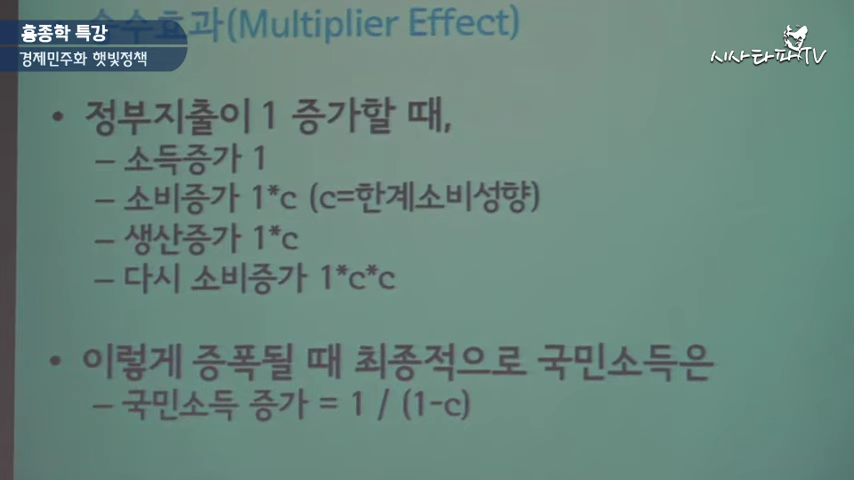 홍종학 특강
경제민주화 햇빛정책
시사타파TV
승수효과(Multiplier Effect)
• 정부지출이 1 증가할 때,
– 소득증가 1
– 소비증가 1*c (c=한계소비성향)
– 생산증가 1*c
– 다시 소비증가 1*c*c
• 이렇게 증폭될 때 최종적으로 국민소득은
– 국민소득 증가 = 1 / (1-c)